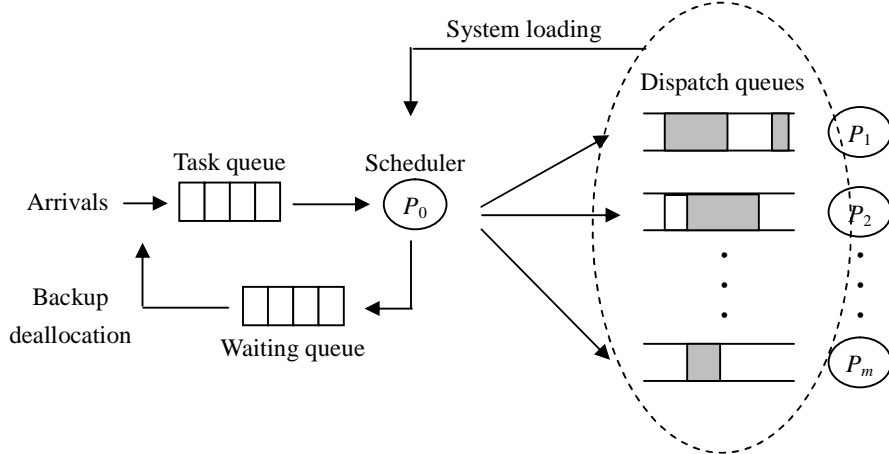 System loading
Dispatch queues
P1
Task queue
Scheduler
Arrivals
P0
P2
Backup
deallocation
Waiting queue
Pm